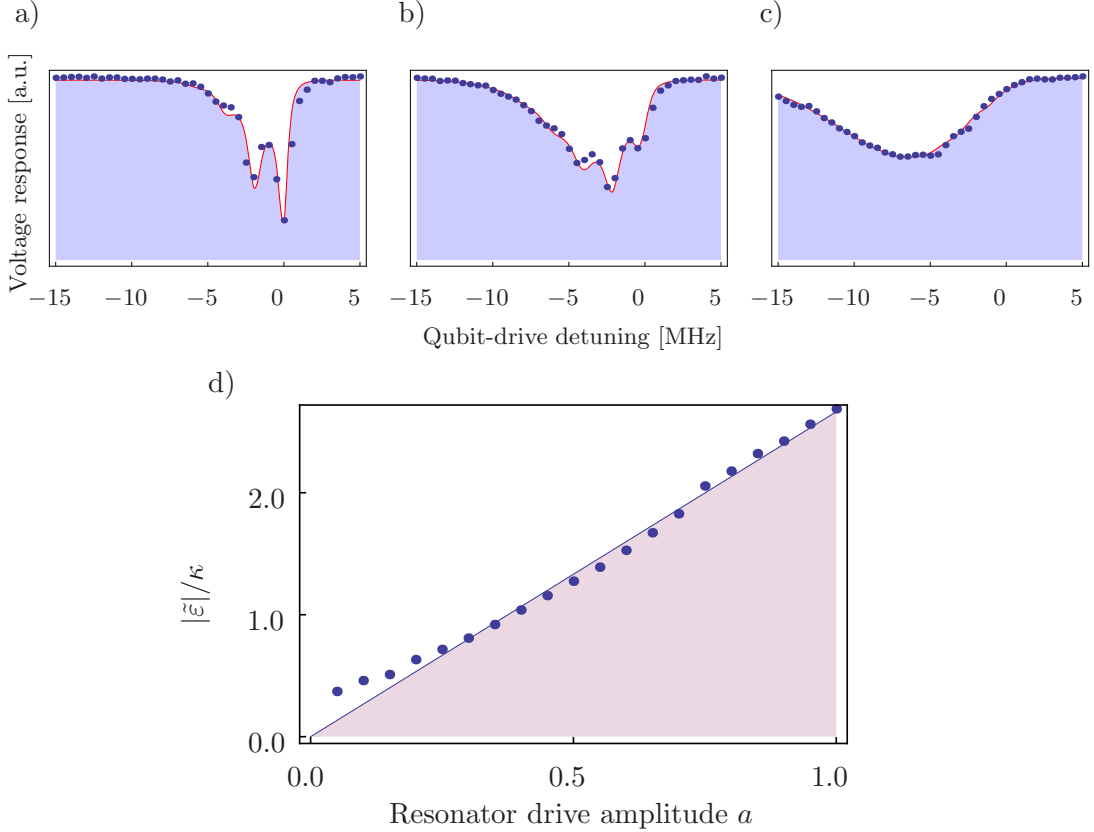 a)
b)
c)
Voltage response [a.u.]
−15 −10 −5 0 5
−15 −10 −5 0 5
−15 −10 −5 0 5
Qubit-drive detuning [MHz]
d)
|ε̃|/κ
2.0
1.0
0.0
0.0 0.5 1.0
Resonator drive amplitude a